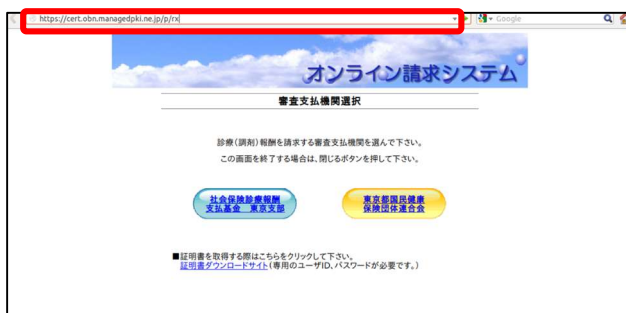 https://cert.obn.managedpki.ne.jp/p/rx
Google
オンライン請求システム
審査支払機関選択
診療(調剤)報酬を請求する審査支払機関を選んで下さい。
この画面を終了する場合は、閉じるボタンを押して下さい。
社会保険診療報酬
支払基金 東京支部
東京都国民健康
保険団体連合会
■証明書を取得する際はこちらをクリックして下さい。
証明書ダウンロードサイト(専用のユーザID、パスワードが必要です。)